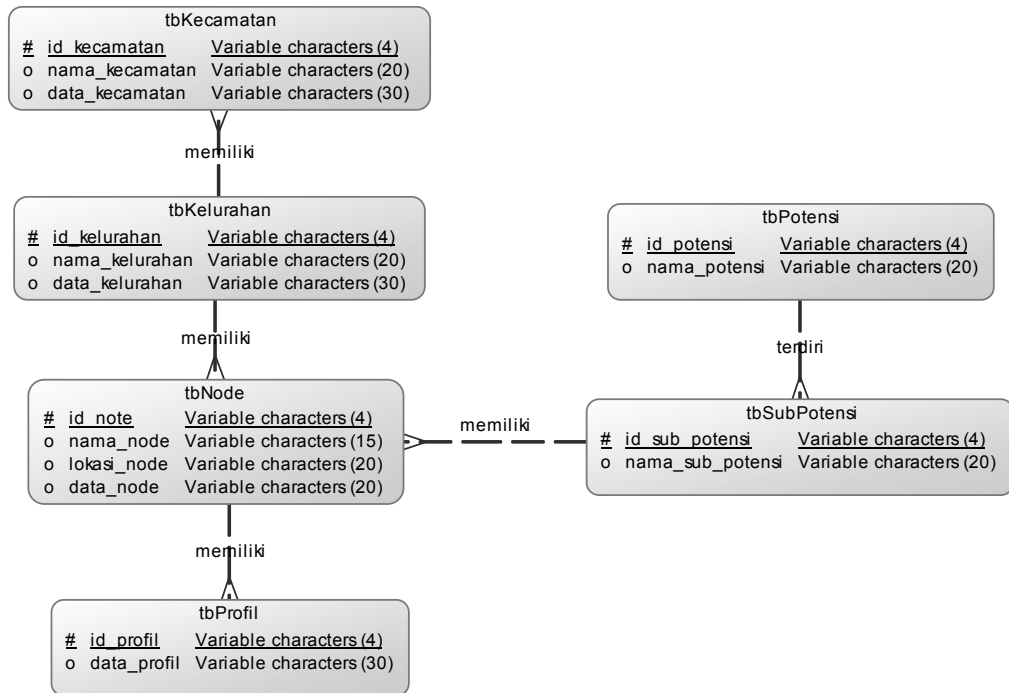 tbKecamatan
# id_kecamatan Variable characters (4)
o nama_kecamatan Variable characters (20)
o data_kecamatan Variable characters (30)
memiliki
tbKelurahan
# id_kelurahan Variable characters (4)
o nama_kelurahan Variable characters (20)
o data_kelurahan Variable characters (30)
memiliki
tbNode
# id_note Variable characters (4)
o nama_node Variable characters (15)
o lokasi_node Variable characters (20)
o data_node Variable characters (20)
memiliki
tbProfil
# id_profil Variable characters (4)
o data_profil Variable characters (30)
memiliki
tbPotensi
# id_potensi Variable characters (4)
o nama_potensi Variable characters (20)
terdiri
tbSubPotensi
# id_sub_potensi Variable characters (4)
o nama_sub_potensi Variable characters (20)